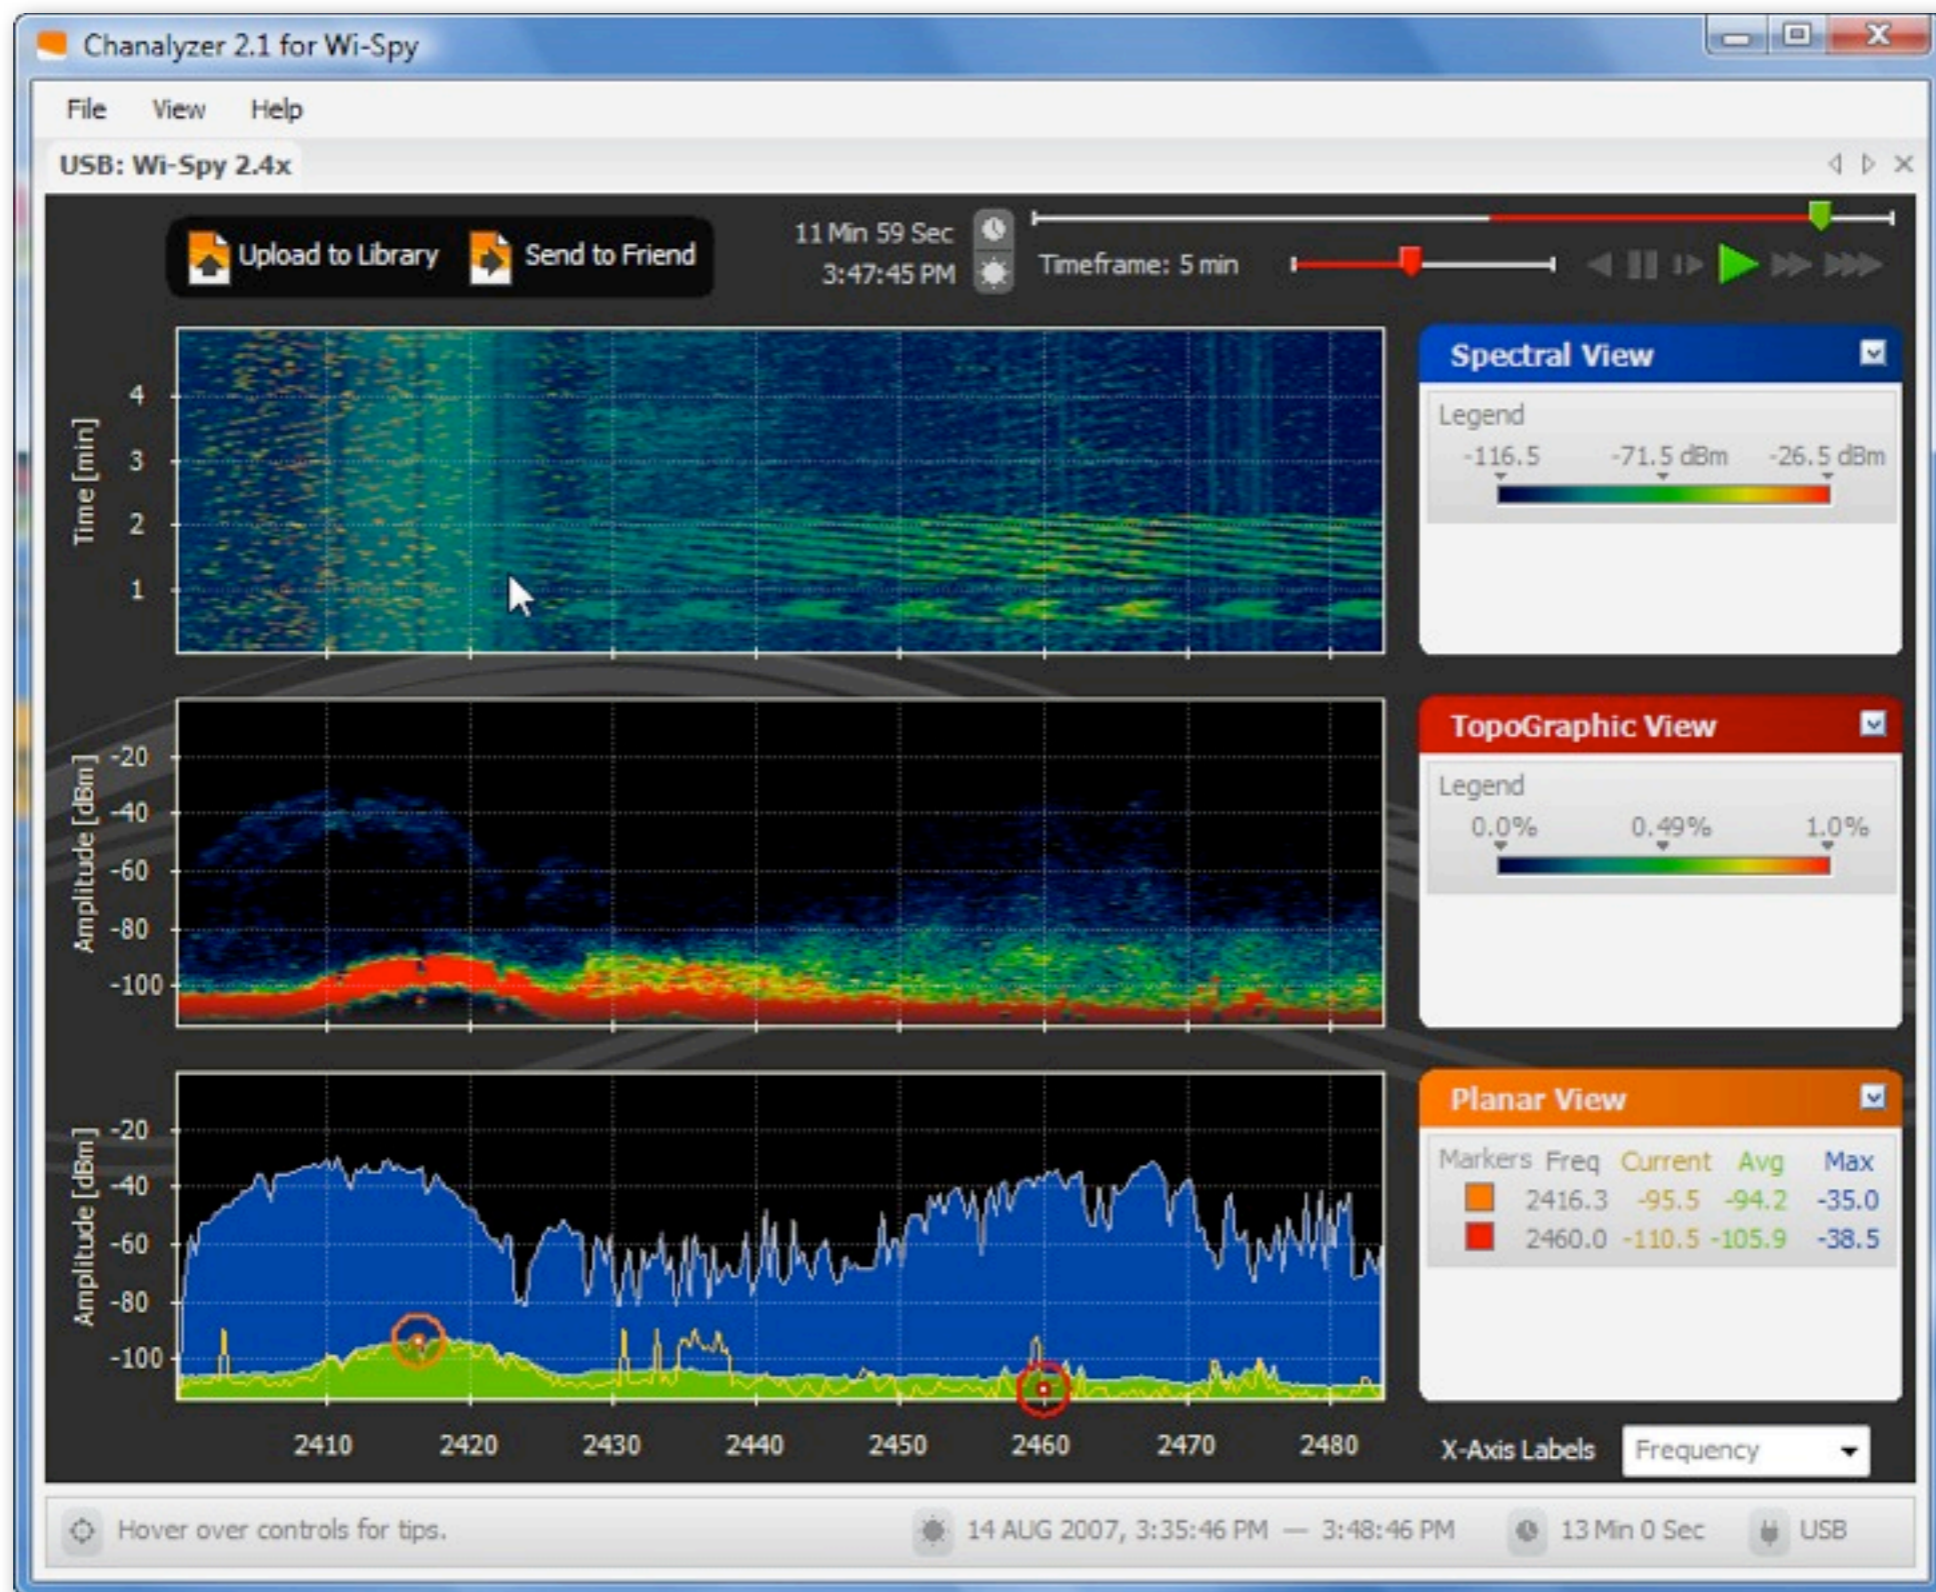 Chanalyzer 2.1 for Wi-Spy
File View Help
USB: Wi-Spy 2.4x
Upload to Library Send to Friend
11 Min 59 Sec
3:47:45 PM
Timeframe: 5 min
Time [min]
4
3
2
1
Spectral View
Legend
-116.5 -71.5 dBm -26.5 dBm
Amplitude [dBm]
-20
-40
-60
-80
-100
TopoGraphic View
Legend
0.0% 0.49% 1.0%
Amplitude [dBm]
-20
-40
-60
-80
-100
Planar View
Markers Freq Current Avg Max
2416.3 -95.5 -94.2 -35.0
2460.0 -110.5 -105.9 -38.5
2410 2420 2430 2440 2450 2460 2470 2480
X-Axis Labels Frequency
Hover over controls for tips.
14 AUG 2007, 3:35:46 PM — 3:48:46 PM
13 Min 0 Sec
USB